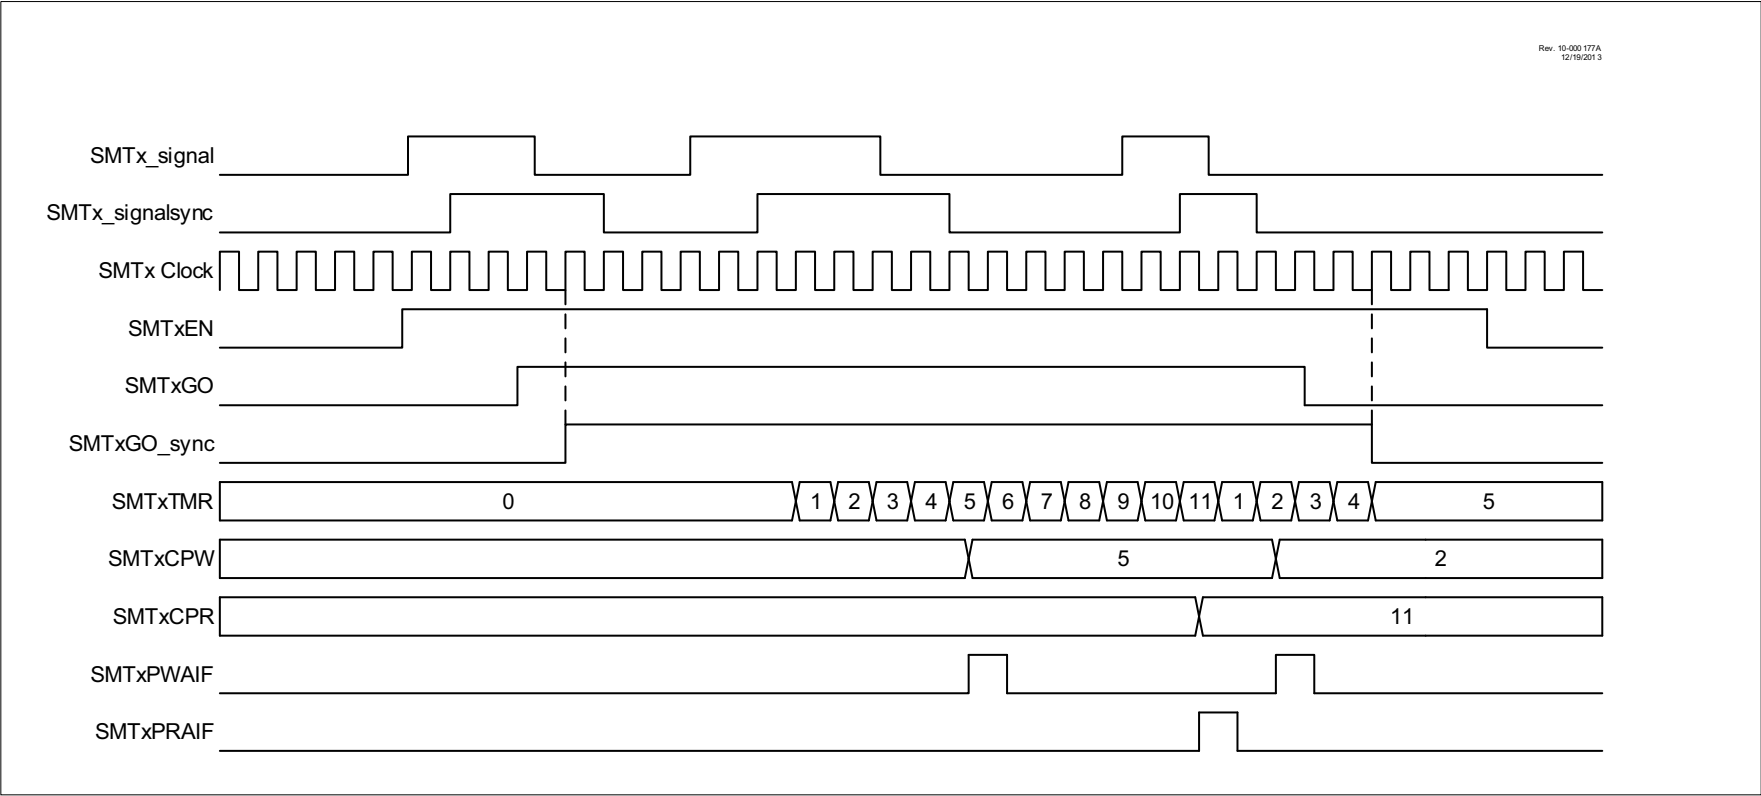 Rev. 10-000 177A
12/19/201 3
SMTx_signal
SMTx_signalsync
SMTx Clock
SMTxEN
SMTxGO
SMTxGO_sync
SMTxTMR 0 1 2 3 4 5 6 7 8 9 10 11 1 2 3 4 5
SMTxCPW 5 2
SMTxCPR 11
SMTxPWAIF
SMTxPRAIF